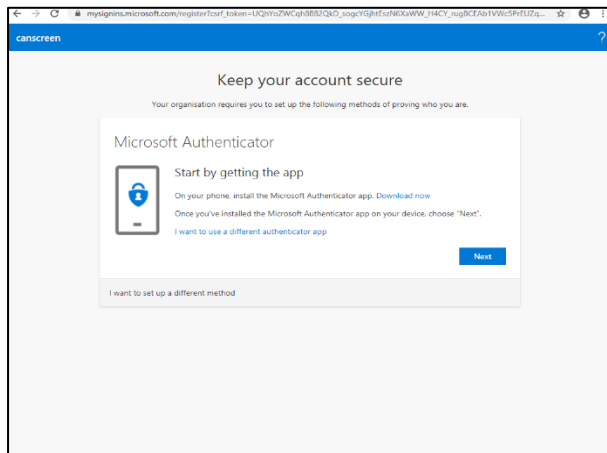 mysignins.microsoft.com/register?csrf_token=
canscreen ?
Keep your account secure
Your organisation requires you to set up the following methods of proving who you are.
Microsoft Authenticator
Start by getting the app
On your phone, install the Microsoft Authenticator app. Download now
Once you've installed the Microsoft Authenticator app on your device, choose "Next".
I want to use a different authenticator app
Next
I want to set up a different method